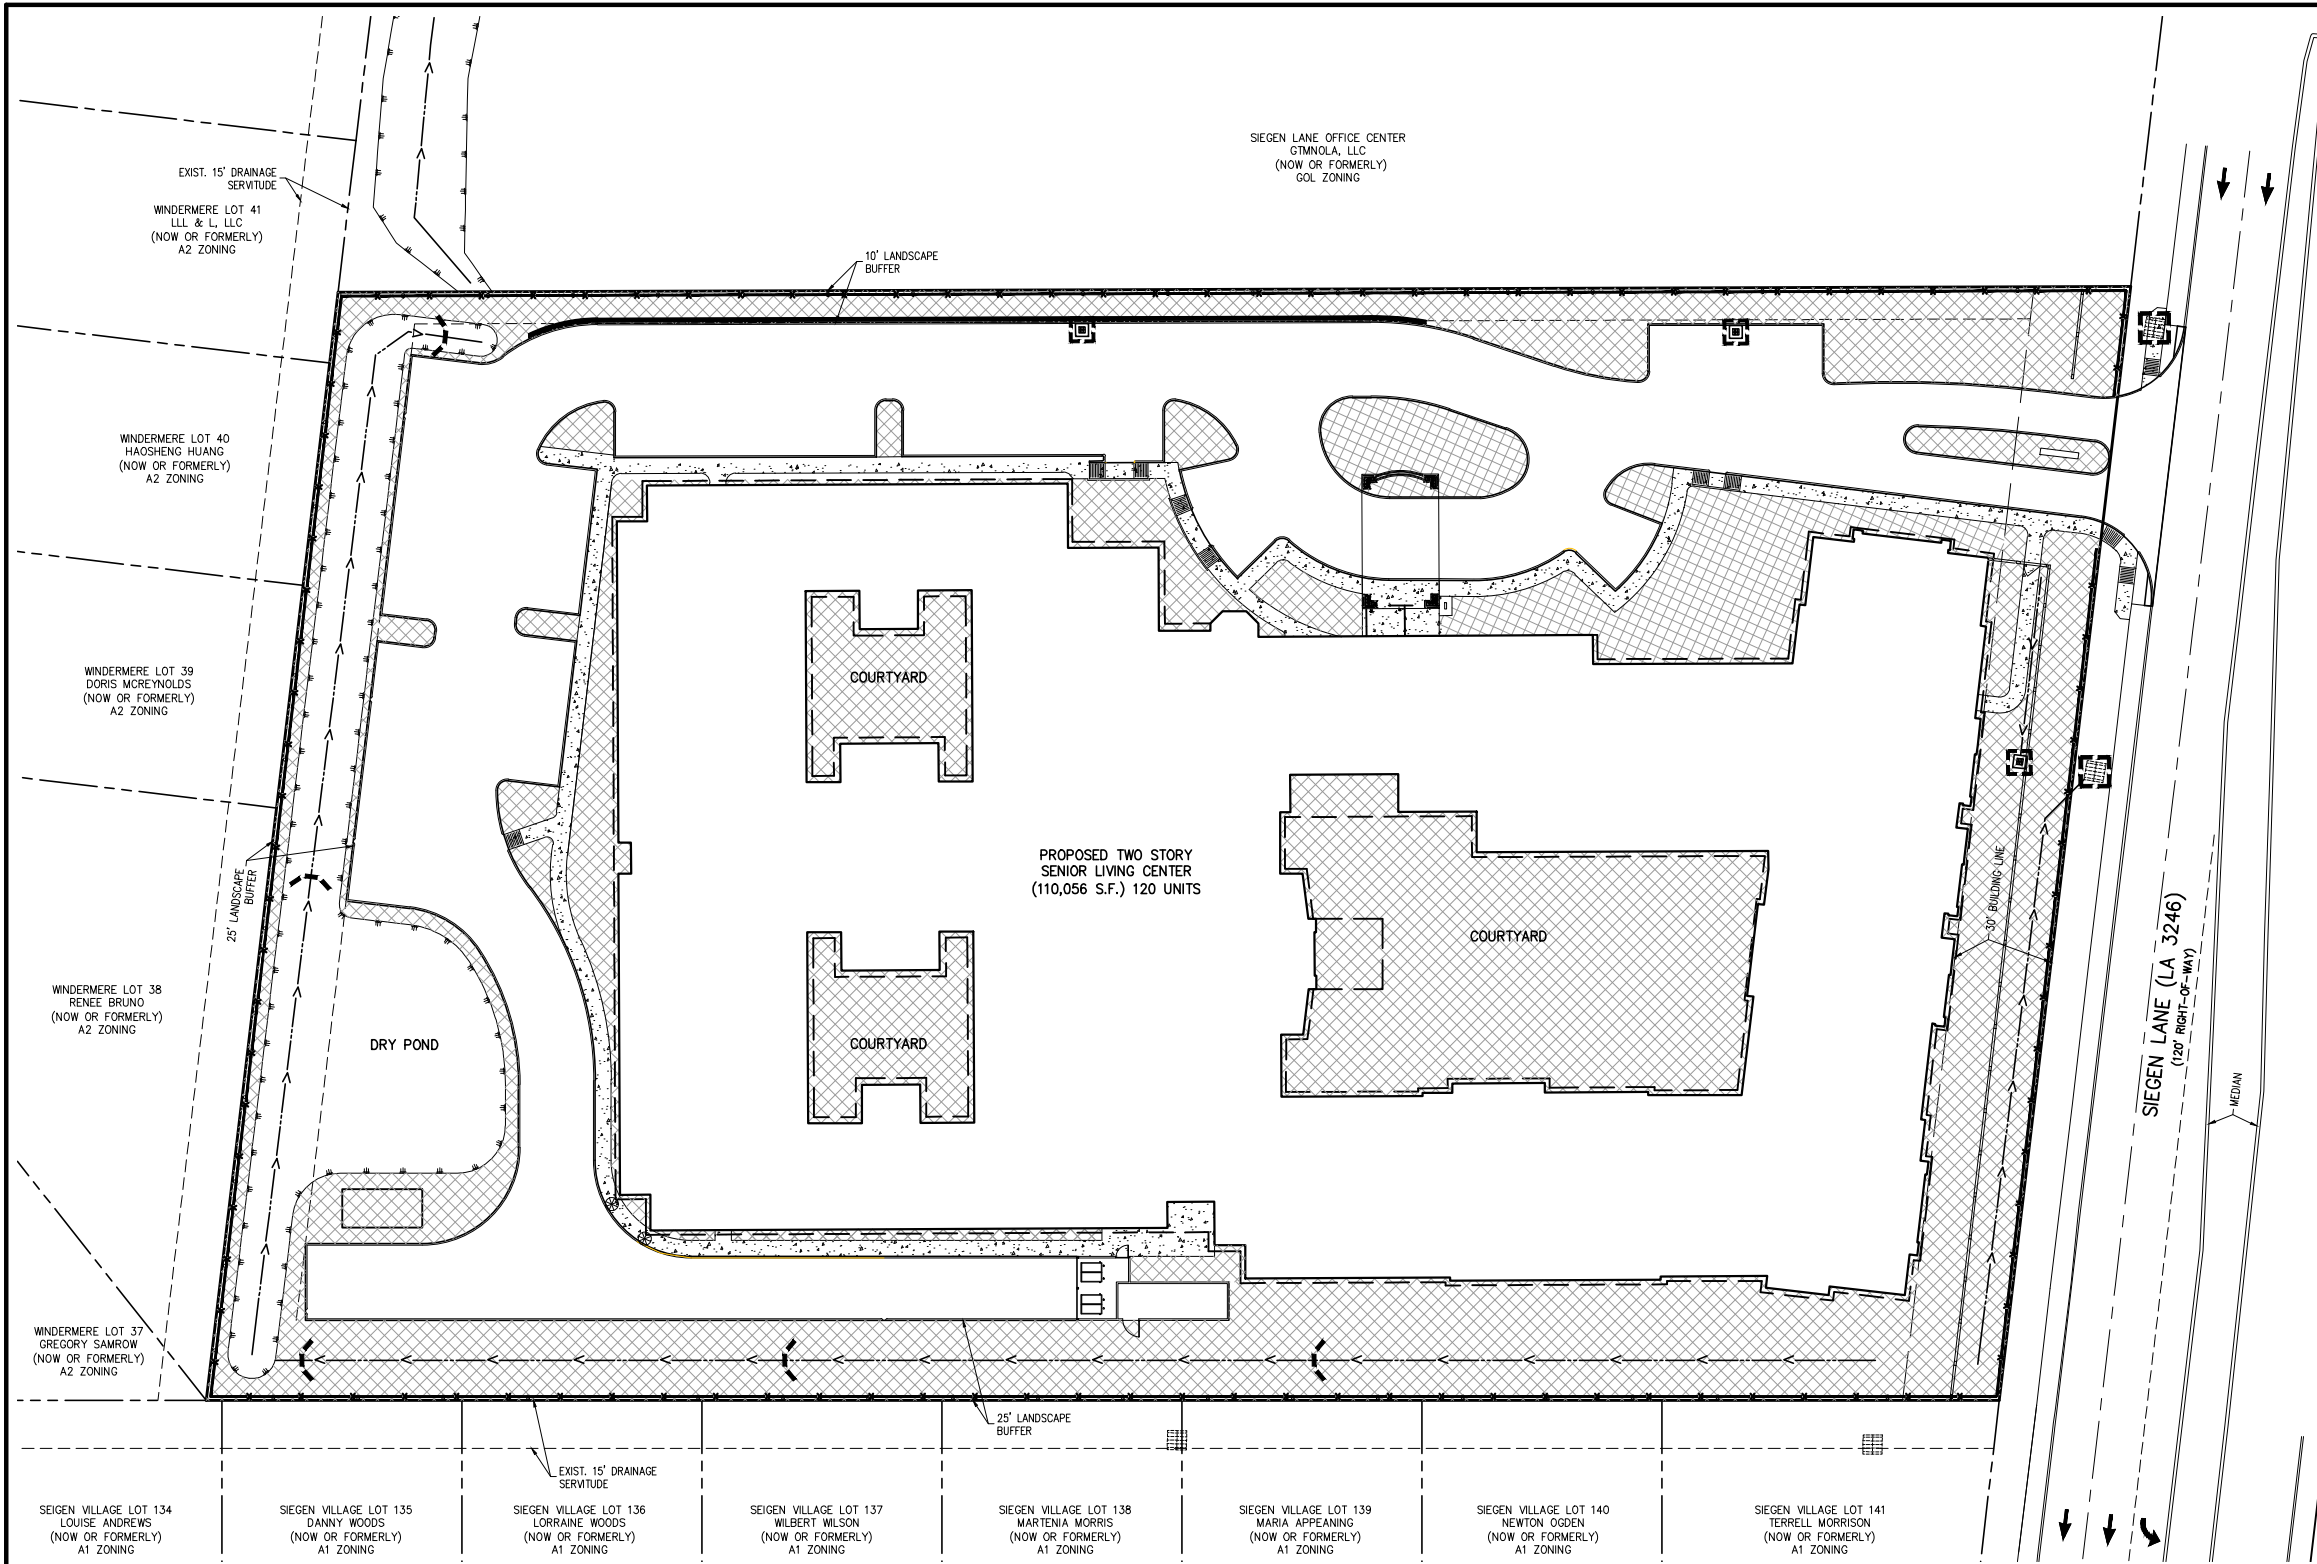 SIEGEN LANE OFFICE CENTER
GTMNOLA, LLC
(NOW OR FORMERLY)
GOL ZONING
EXIST. 15' DRAINAGE
SERVITUDE
WINDERMERE LOT 41
LLL & L, LLC
(NOW OR FORMERLY)
A2 ZONING
10' LANDSCAPE
BUFFER
WINDERMERE LOT 40
HAOSHENG HUANG
(NOW OR FORMERLY)
A2 ZONING
WINDERMERE LOT 39
DORIS MCREYNOLDS
(NOW OR FORMERLY)
A2 ZONING
COURTYARD
PROPOSED TWO STORY
SENIOR LIVING CENTER
(110,056 S.F.) 120 UNITS
25' LANDSCAPE
BUFFER
30' BUILDING LINE
COURTYARD
SIEGEN LANE (LA 3246)
(120' RIGHT-OF-WAY)
WINDERMERE LOT 38
RENEE BRUNO
(NOW OR FORMERLY)
A2 ZONING
DRY POND
COURTYARD
MEDIAN
WINDERMERE LOT 37
GREGORY SAMROW
(NOW OR FORMERLY)
A2 ZONING
25' LANDSCAPE
BUFFER
EXIST. 15' DRAINAGE
SERVITUDE
SEIGEN VILLAGE LOT 134
LOUISE ANDREWS
(NOW OR FORMERLY)
A1 ZONING
SIEGEN VILLAGE LOT 135
DANNY WOODS
(NOW OR FORMERLY)
A1 ZONING
SIEGEN VILLAGE LOT 136
LORRAINE WOODS
(NOW OR FORMERLY)
A1 ZONING
SEIGEN VILLAGE LOT 137
WILBERT WILSON
(NOW OR FORMERLY)
A1 ZONING
SIEGEN VILLAGE LOT 138
MARTENIA MORRIS
(NOW OR FORMERLY)
A1 ZONING
SIEGEN VILLAGE LOT 139
MARIA APPEANING
(NOW OR FORMERLY)
A1 ZONING
SIEGEN VILLAGE LOT 140
NEWTON OGDEN
(NOW OR FORMERLY)
A1 ZONING
SIEGEN VILLAGE LOT 141
TERRELL MORRISON
(NOW OR FORMERLY)
A1 ZONING